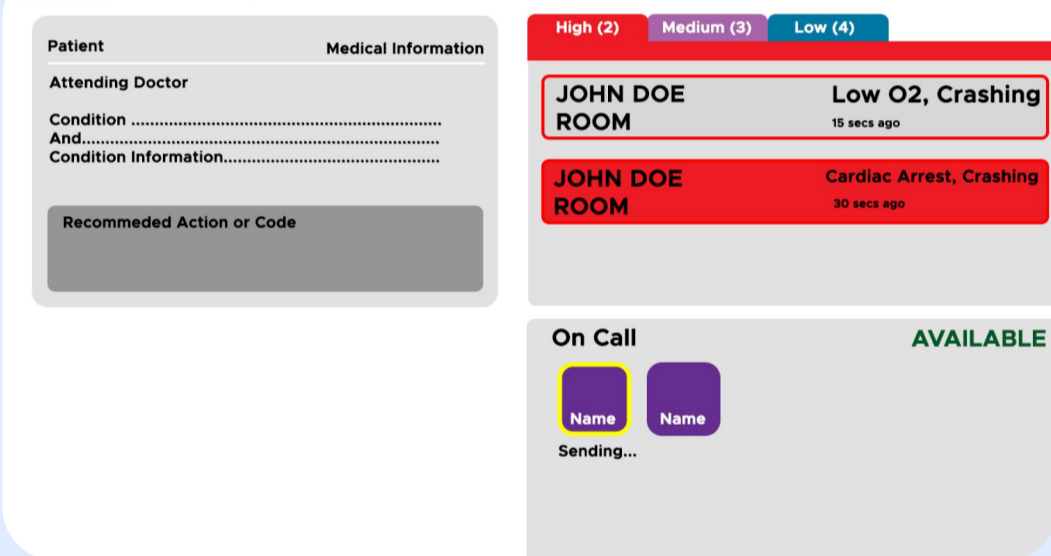 Patient Medical Information
Attending Doctor
Condition ..............................................................
And........................................................................
Condition Information...........................................
Recommeded Action or Code
High (2) Medium (3) Low (4)
JOHN DOE Low O2, Crashing
ROOM 15 secs ago
JOHN DOE Cardiac Arrest, Crashing
ROOM 30 secs ago
On Call AVAILABLE
Name Name
Sending...